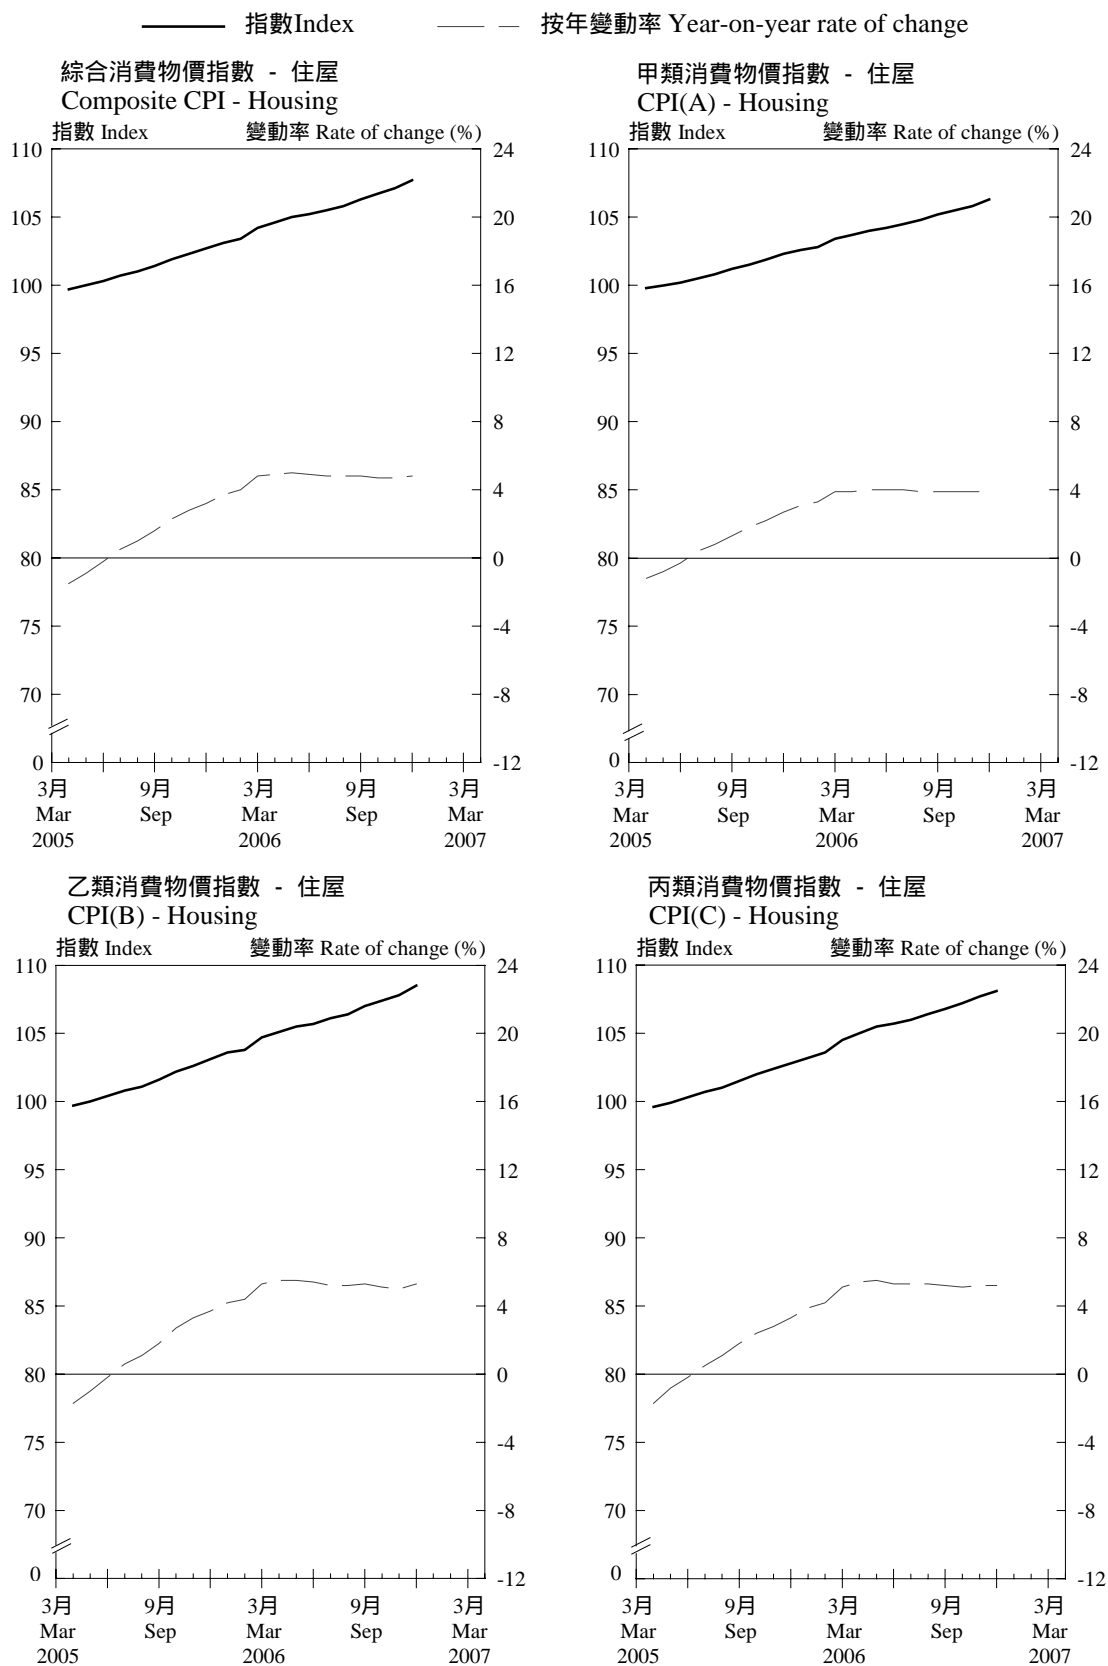 指數Index
按年變動率 Year-on-year rate of change
綜合消費物價指數 - 住屋
Composite CPI - Housing
指數 Index
變動率 Rate of change (%)
110
105
100
95
90
85
80
75
70
0
24
20
16
12
8
4
0
-4
-8
-12
3月
Mar
2005
9月
Sep
3月
Mar
2006
9月
Sep
3月
Mar
2007
甲類消費物價指數 - 住屋
CPI(A) - Housing
指數 Index
變動率 Rate of change (%)
110
105
100
95
90
85
80
75
70
0
24
20
16
12
8
4
0
-4
-8
-12
3月
Mar
2005
9月
Sep
3月
Mar
2006
9月
Sep
3月
Mar
2007
乙類消費物價指數 - 住屋
CPI(B) - Housing
指數 Index
變動率 Rate of change (%)
110
105
100
95
90
85
80
75
70
0
24
20
16
12
8
4
0
-4
-8
-12
3月
Mar
2005
9月
Sep
3月
Mar
2006
9月
Sep
3月
Mar
2007
丙類消費物價指數 - 住屋
CPI(C) - Housing
指數 Index
變動率 Rate of change (%)
110
105
100
95
90
85
80
75
70
0
24
20
16
12
8
4
0
-4
-8
-12
3月
Mar
2005
9月
Sep
3月
Mar
2006
9月
Sep
3月
Mar
2007